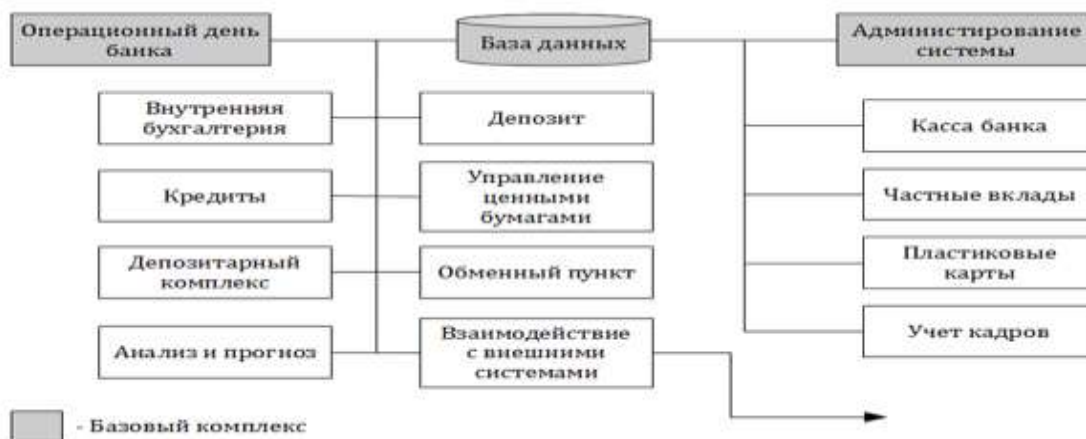 Операционный день
банка
База данных
Администрирование
системы
Внутренняя
бухгалтерия
Депозит
Касса банка
Кредиты
Управление
ценными
бумагами
Частные вклады
Депозитарный
комплекс
Обменный пункт
Пластиковые
карты
Анализ и прогноз
Взаимодействие
с внешними
системами
Учет кадров
- Базовый комплекс